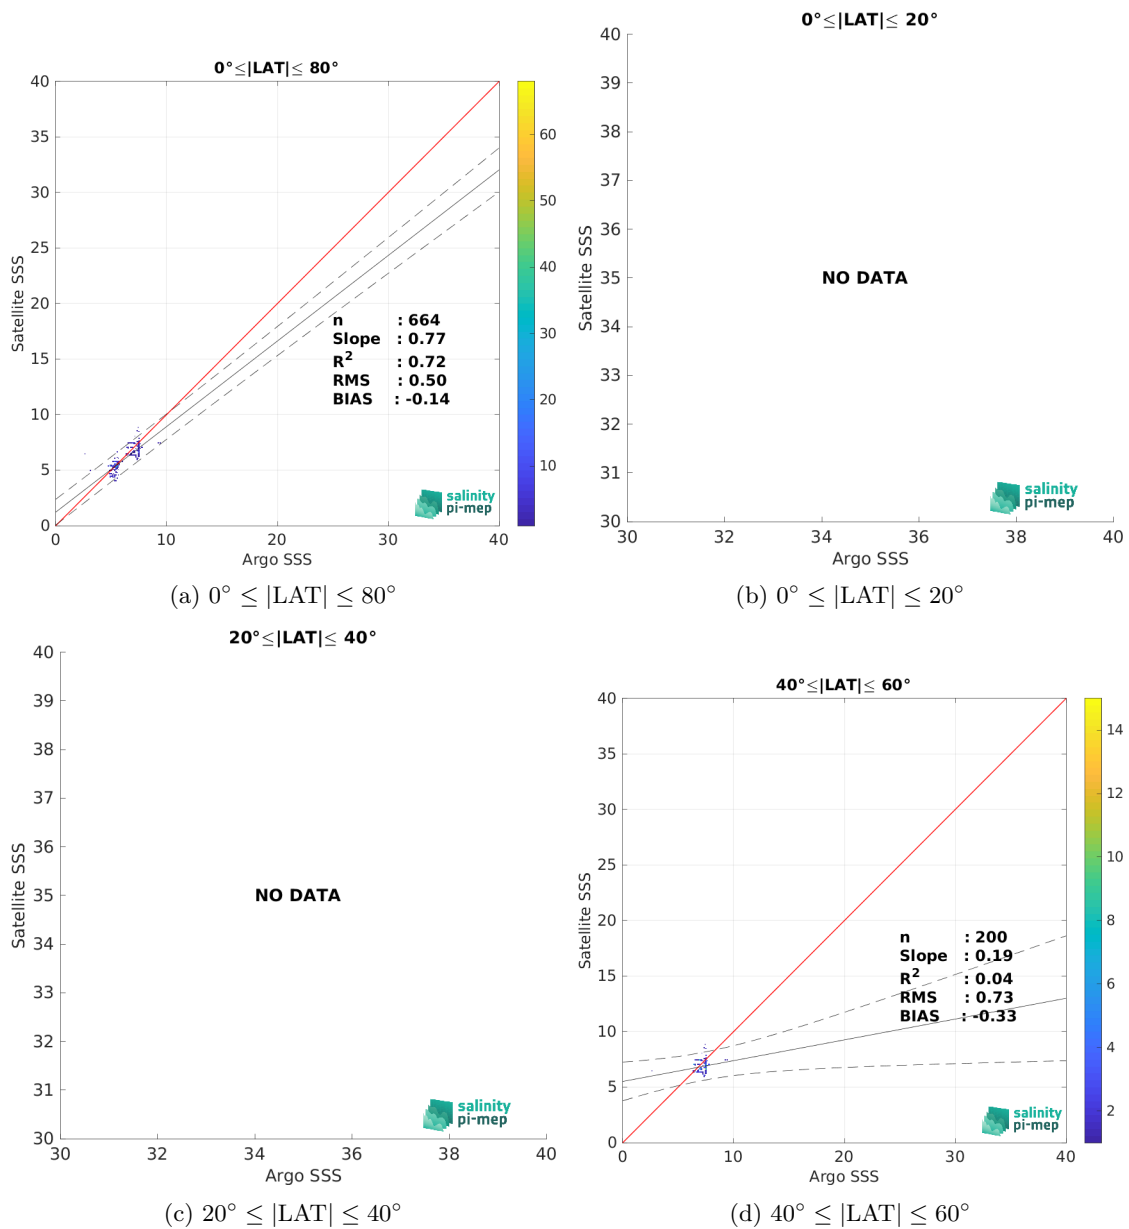 0°≤|LAT|≤ 80°
40
35
30
25
20
15
10
5
0
Satellite SSS
n : 664
Slope : 0.77
R² : 0.72
RMS : 0.50
BIAS : -0.14
salinity
pi-mep
0 10 20 30 40
Argo SSS
60
50
40
30
20
10
(a) 0° ≤ |LAT| ≤ 80°
0°≤|LAT|≤ 20°
40
39
38
37
36
35
34
33
32
31
30
Satellite SSS
NO DATA
salinity
pi-mep
30 32 34 36 38 40
Argo SSS
(b) 0° ≤ |LAT| ≤ 20°
20°≤|LAT|≤ 40°
40
39
38
37
36
35
34
33
32
31
30
Satellite SSS
NO DATA
salinity
pi-mep
30 32 34 36 38 40
Argo SSS
(c) 20° ≤ |LAT| ≤ 40°
40°≤|LAT|≤ 60°
40
35
30
25
20
15
10
5
0
Satellite SSS
n : 200
Slope : 0.19
R² : 0.04
RMS : 0.73
BIAS : -0.33
salinity
pi-mep
0 10 20 30 40
Argo SSS
14
12
10
8
6
4
2
(d) 40° ≤ |LAT| ≤ 60°